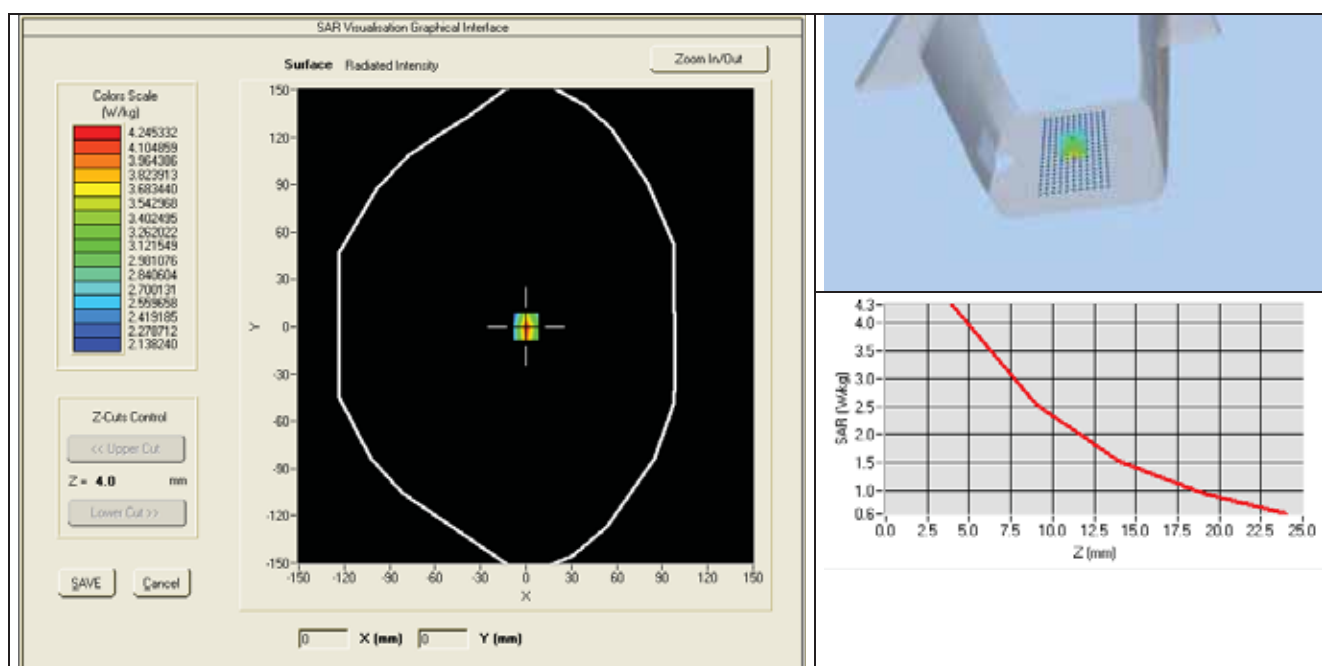 SAR Visualisation Graphical Interface
Surface Radiated Intensity
Zoom In/Out
Colors Scale
(W/kg)
4.245332
4.104859
3.964386
3.823913
3.683440
3.542968
3.402495
3.262022
3.121549
2.981076
2.840604
2.700131
2.559658
2.419185
2.278712
2.138240
Z-Cuts Control
<< Upper Cut
Z = 4.0 mm
Lower Cut >>
SAVE Cancel
150
120
90
60
30
0
-30
-60
-90
-120
-150
Y
-150 -120 -90 -60 -30 0 30 60 90 120 150
X
0 X (mm) 0 Y (mm)
4.3
4.0
3.5
3.0
2.5
2.0
1.5
1.0
0.6
SAR (W/kg)
0.0 2.5 5.0 7.5 10.0 12.5 15.0 17.5 20.0 22.5 25.0
Z (mm)